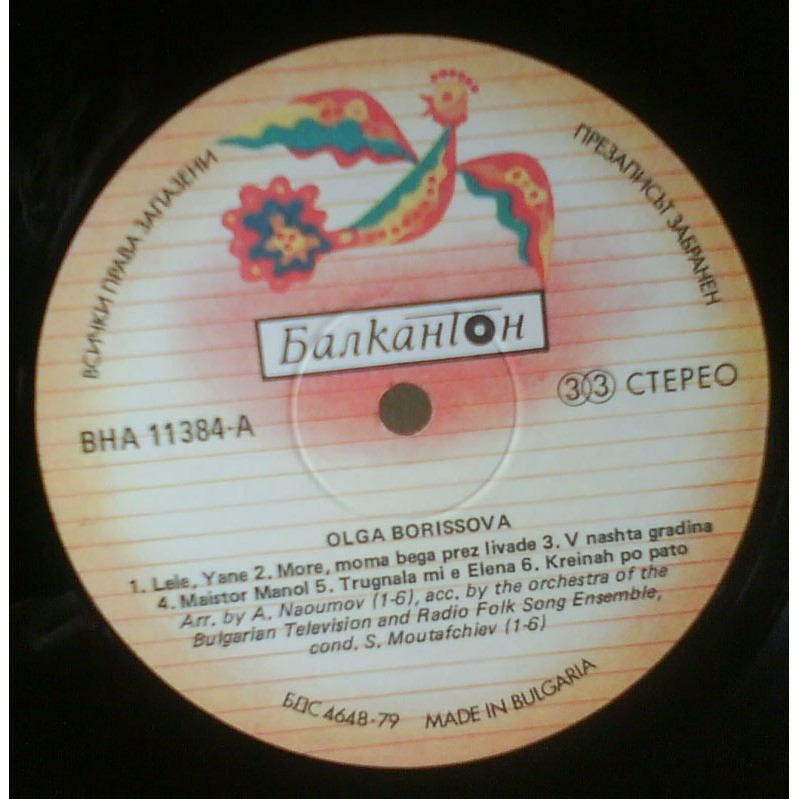 ВСИЧКИ ПРАВА ЗАПАЗЕНИ
ПРЕЗАПИСЪТ ЗАБРАНЕН
Балкантон
ВНА 11384-А
33 СТЕРЕО
OLGA BORISSOVA
1. Lele, Yane 2. More, moma bega prez livade 3. V nashta gradina
4. Maistor Manol 5. Trugnala mi e Elena 6. Kreinah po pato
Arr. by A. Naoumov (1-6), acc. by the orchestra of the
Bulgarian Television and Radio Folk Song Ensemble,
cond. S. Moutafchiev (1-6)
БДС 4648-79 MADE IN BULGARIA